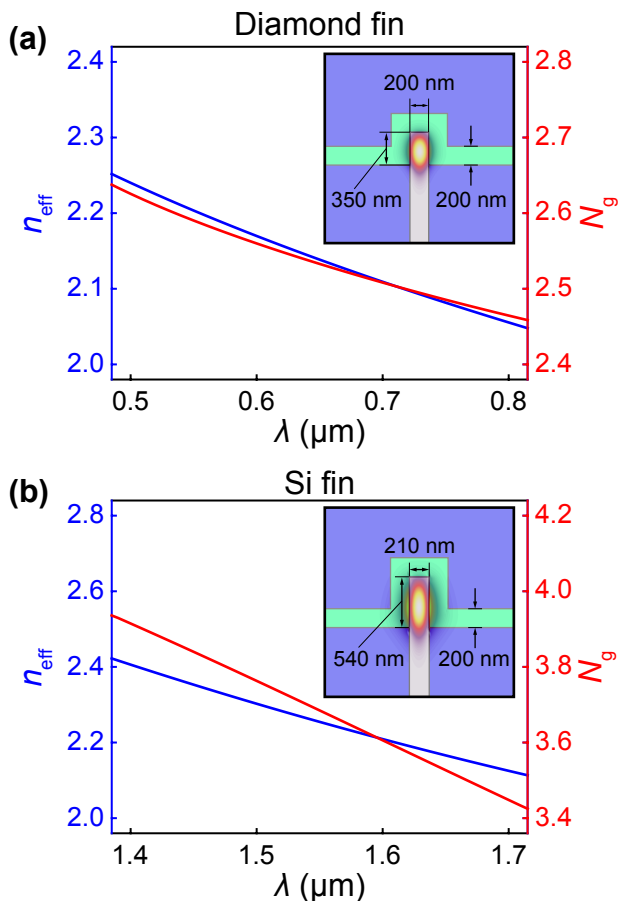 (a) Diamond fin
2.4 2.8
200 nm
2.3 2.7
350 nm 200 nm
n_eff N_g
2.2 2.6
2.1 2.5
2.0 2.4
0.5 0.6 0.7 0.8
λ (μm)
(b) Si fin
2.8 4.2
210 nm
2.6 4.0
540 nm 200 nm
n_eff N_g
2.4 3.8
2.2 3.6
2.0 3.4
1.4 1.5 1.6 1.7
λ (μm)